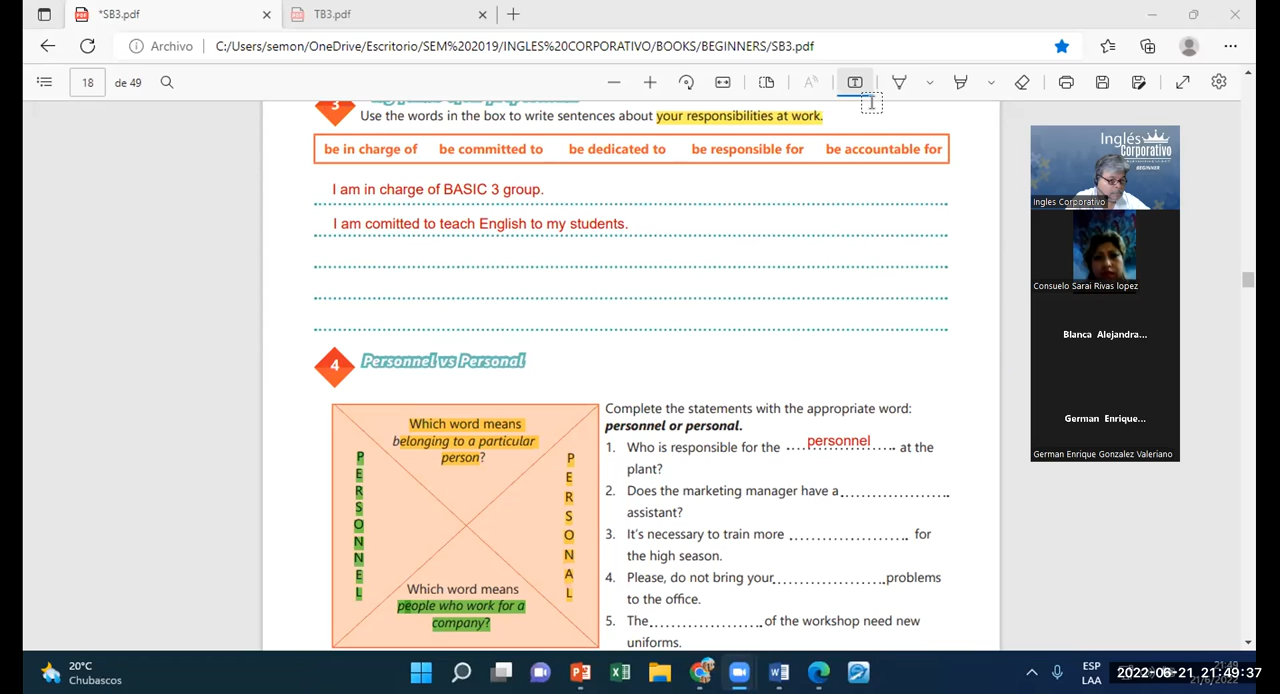 *SB3.pdf
TB3.pdf
Archivo
C:/Users/semon/OneDrive/Escritorio/SEM%202019/INGLES%20CORPORATIVO/BOOKS/BEGINNERS/SB3.pdf
18 de 49
3
Use the words in the box to write sentences about your responsibilities at work.
be in charge of be committed to be dedicated to be responsible for be accountable for
I am in charge of BASIC 3 group.
I am comitted to teach English to my students.
4 Personnel vs Personal
Which word means
belonging to a particular
person?
PERSONNEL
PERSONAL
Which word means
people who work for a
company?
Complete the statements with the appropriate word:
personnel or personal.
1. Who is responsible for the personnel at the
plant?
2. Does the marketing manager have a
assistant?
3. It's necessary to train more for
the high season.
4. Please, do not bring your problems
to the office.
5. The of the workshop need new
uniforms.
Inglés
Corporativo
BEGINNER
Ingles Corporativo
Consuelo Sarai Rivas lopez
Blanca Alejandra...
German Enrique...
German Enrique Gonzalez Valeriano
20°C
Chubascos
ESP
LAA
2022-06-21, 21:49:37